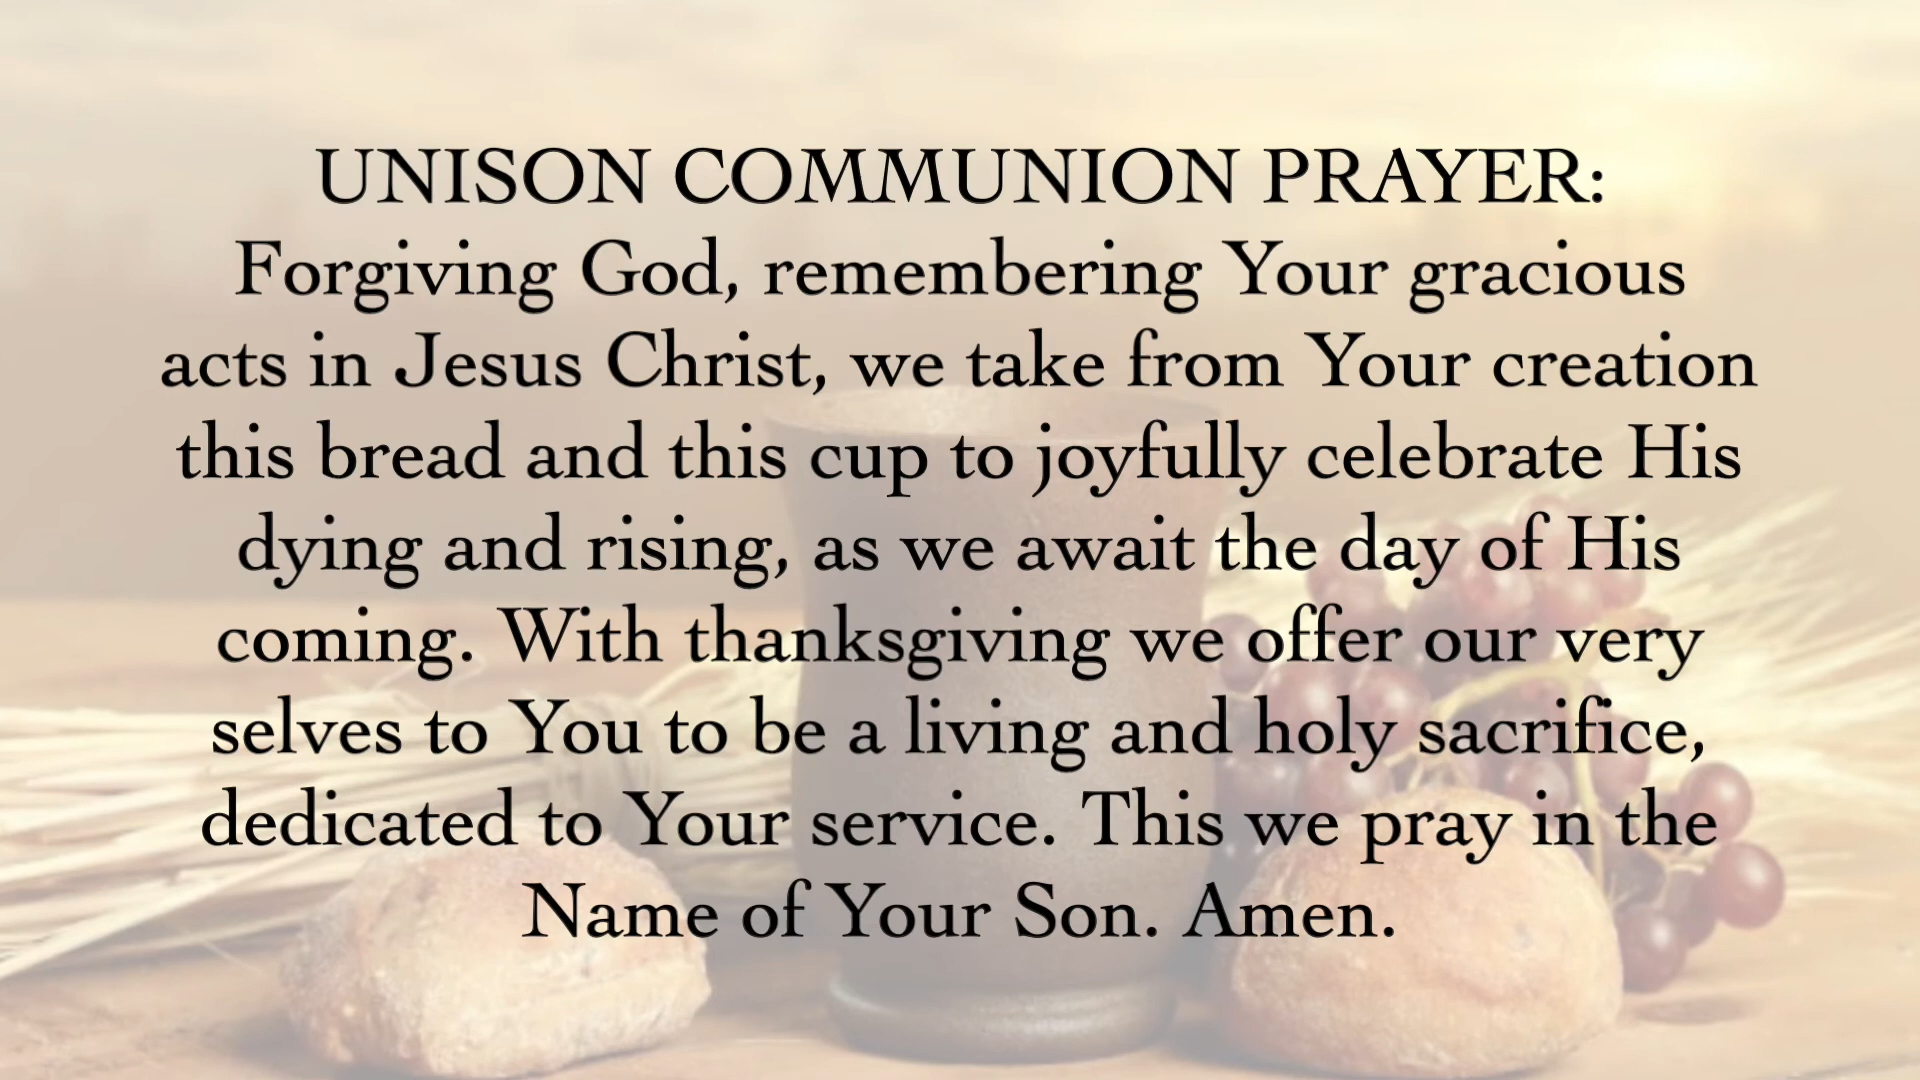 UNISON COMMUNION PRAYER:
Forgiving God, remembering Your gracious
acts in Jesus Christ, we take from Your creation
this bread and this cup to joyfully celebrate His
dying and rising, as we await the day of His
coming. With thanksgiving we offer our very
selves to You to be a living and holy sacrifice,
dedicated to Your service. This we pray in the
Name of Your Son. Amen.